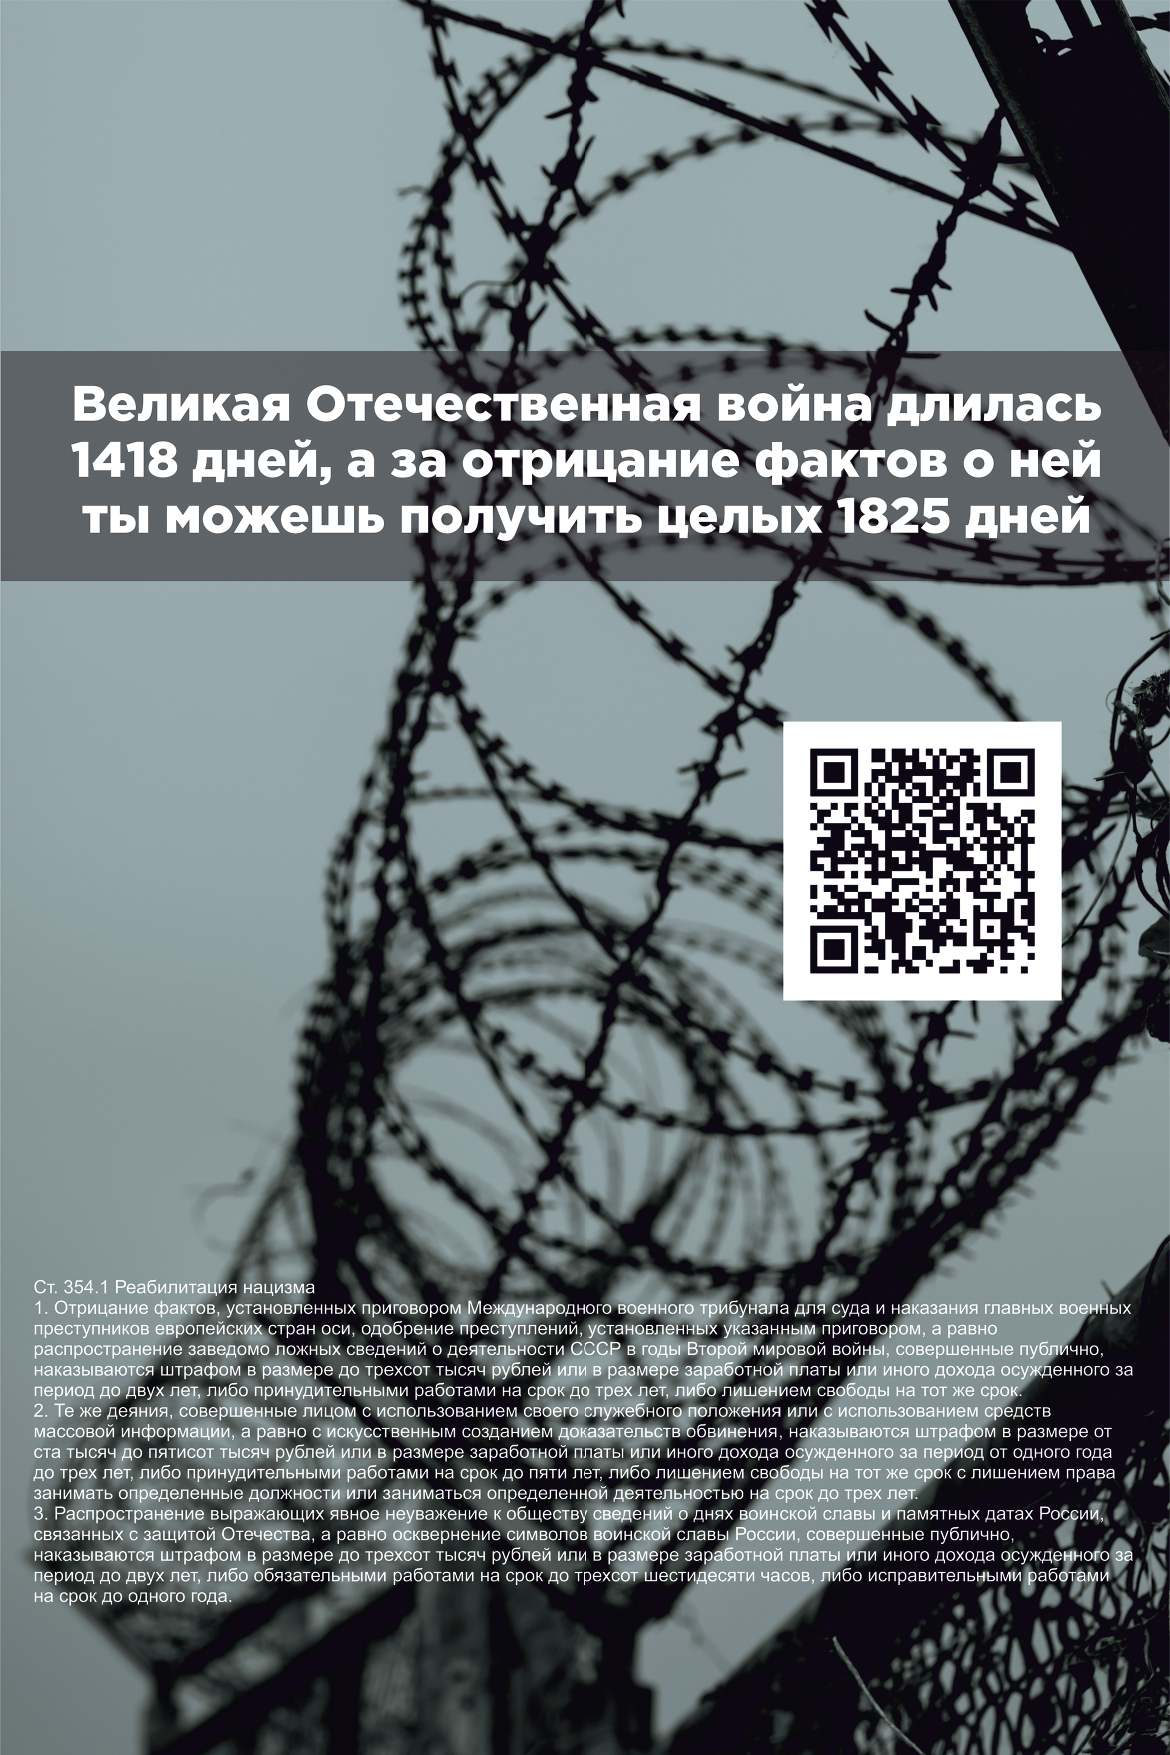 Великая Отечественная война длилась
1418 дней, а за отрицание фактов о ней
ты можешь получить целых 1825 дней
Ст. 354.1 Реабилитация нацизма
1. Отрицание фактов, установленных приговором Международного военного трибунала для суда и наказания главных военных
преступников европейских стран оси, одобрение преступлений, установленных указанным приговором, а равно
распространение заведомо ложных сведений о деятельности СССР в годы Второй мировой войны, совершенные публично,
наказываются штрафом в размере до трехсот тысяч рублей или в размере заработной платы или иного дохода осужденного за
период до двух лет, либо принудительными работами на срок до трех лет, либо лишением свободы на тот же срок.
2. Те же деяния, совершенные лицом с использованием своего служебного положения или с использованием средств
массовой информации, а равно с искусственным созданием доказательств обвинения, наказываются штрафом в размере от
ста тысяч до пятисот тысяч рублей или в размере заработной платы или иного дохода осужденного за период от одного года
до трех лет, либо принудительными работами на срок до пяти лет, либо лишением свободы на тот же срок с лишением права
занимать определенные должности или заниматься определенной деятельностью на срок до трех лет.
3. Распространение выражающих явное неуважение к обществу сведений о днях воинской славы и памятных датах России,
связанных с защитой Отечества, а равно осквернение символов воинской славы России, совершенные публично,
наказываются штрафом в размере до трехсот тысяч рублей или в размере заработной платы или иного дохода осужденного за
период до двух лет, либо обязательными работами на срок до трехсот шестидесяти часов, либо исправительными работами
на срок до одного года.